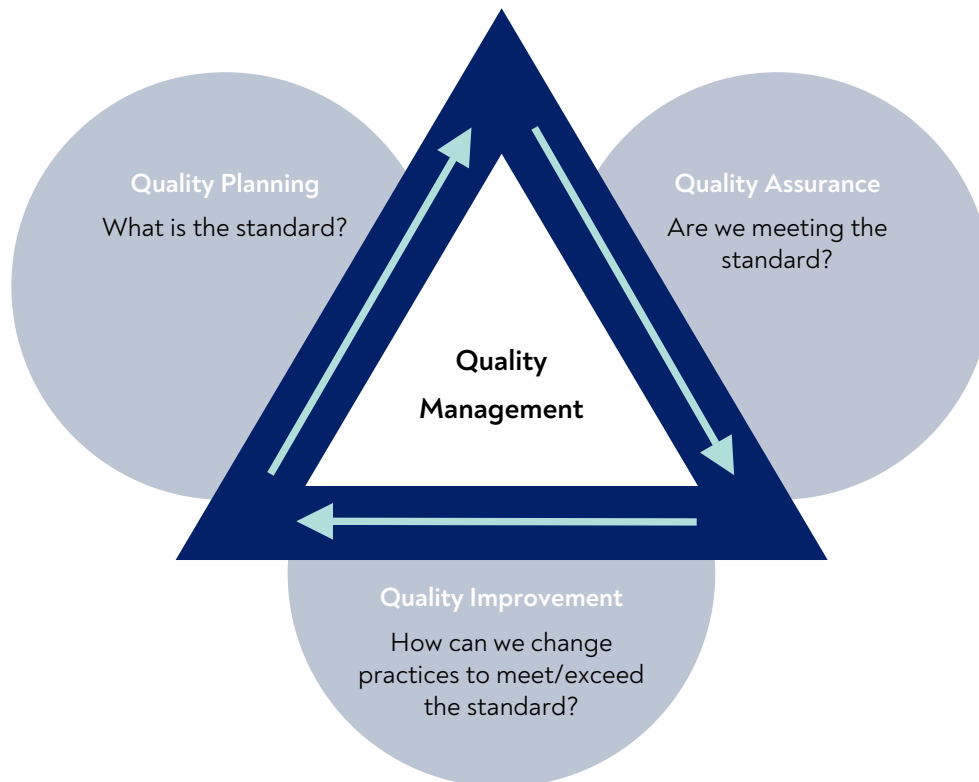 Quality Planning
What is the standard?
Quality Assurance
Are we meeting the
standard?
Quality
Management
Quality Improvement
How can we change
practices to meet/exceed
the standard?